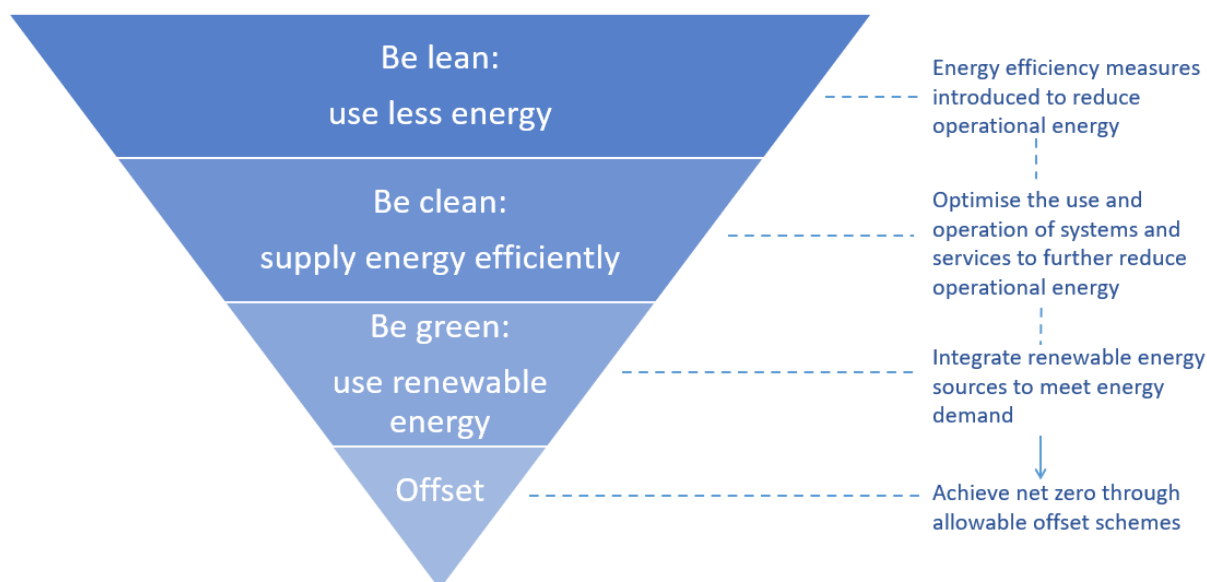 Be lean:
use less energy
Energy efficiency measures
introduced to reduce
operational energy
Be clean:
supply energy efficiently
Optimise the use and
operation of systems and
services to further reduce
operational energy
Be green:
use renewable
energy
Integrate renewable energy
sources to meet energy
demand
Offset
Achieve net zero through
allowable offset schemes